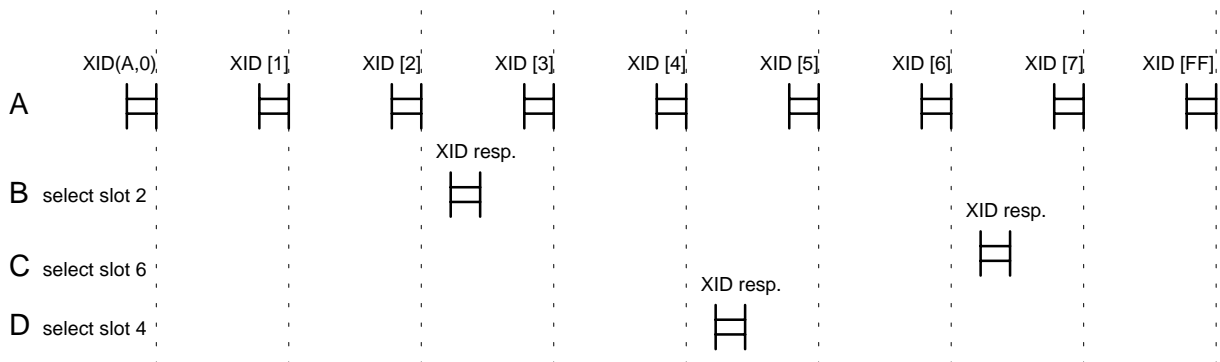 XID(A,0) XID [1] XID [2] XID [3] XID [4] XID [5] XID [6] XID [7] XID [FF]
A
XID resp.
B select slot 2
XID resp.
C select slot 6
XID resp.
D select slot 4